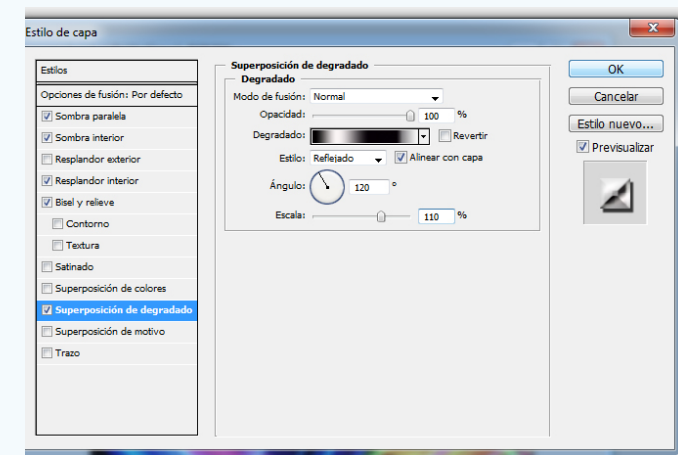 Estilo de capa
Estilos
Opciones de fusión: Por defecto
Sombra paralela
Sombra interior
Resplandor exterior
Resplandor interior
Bisel y relieve
Contorno
Textura
Satinado
Superposición de colores
Superposición de degradado
Superposición de motivo
Trazo
Superposición de degradado
Degradado
Modo de fusión: Normal
Opacidad: 100 %
Degradado: Revertir
Estilo: Reflejado Alinear con capa
Ángulo: 120 °
Escala: 110 %
OK
Cancelar
Estilo nuevo...
Previsualizar